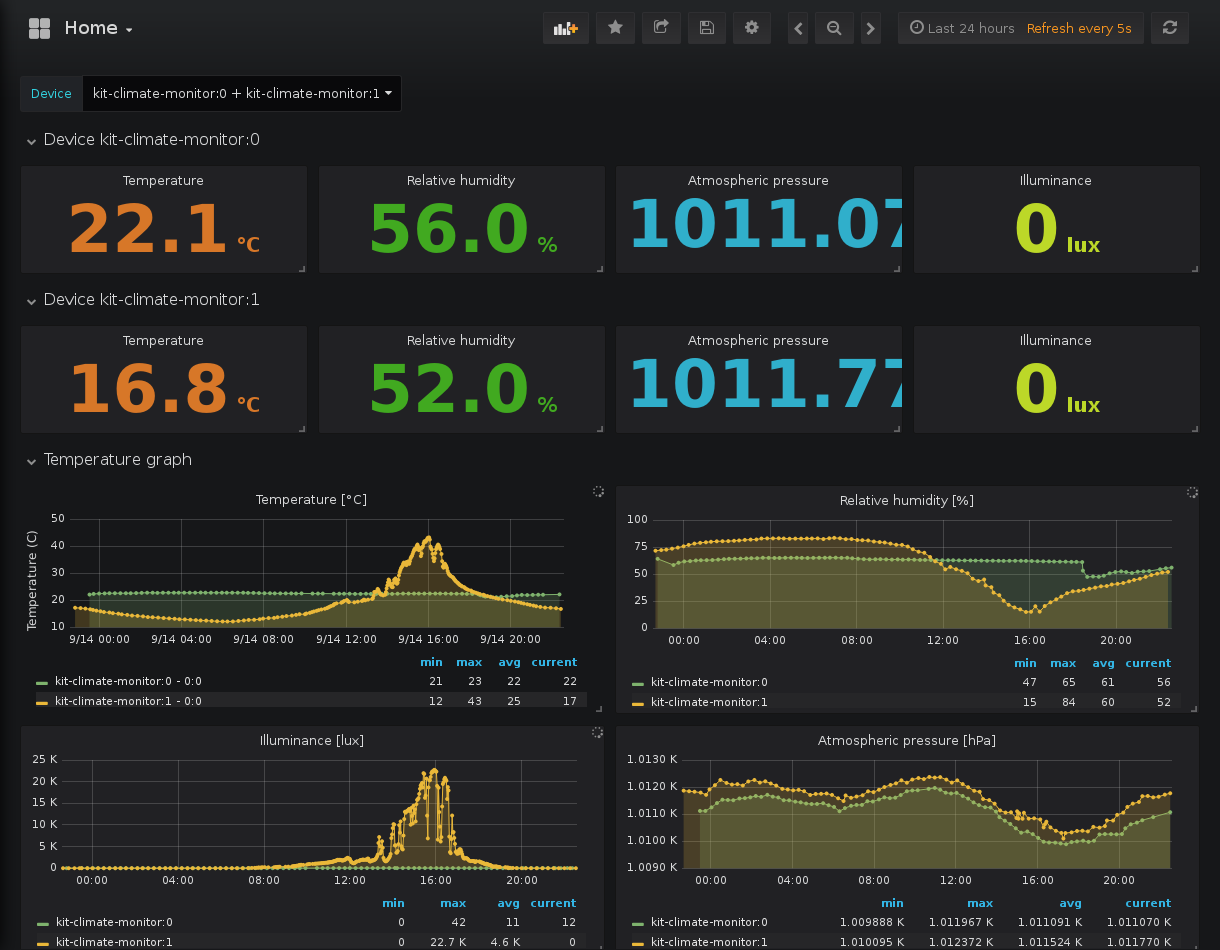 Home
Last 24 hours Refresh every 5s
Device kit-climate-monitor:0 + kit-climate-monitor:1
Device kit-climate-monitor:0
Temperature Relative humidity Atmospheric pressure Illuminance
22.1 °C 56.0 % 1011.07 0 lux
Device kit-climate-monitor:1
Temperature Relative humidity Atmospheric pressure Illuminance
16.8 °C 52.0 % 1011.77 0 lux
Temperature graph
Temperature [°C]
Temperature (C)
50
40
30
20
10
9/14 00:00 9/14 04:00 9/14 08:00 9/14 12:00 9/14 16:00 9/14 20:00
min max avg current
kit-climate-monitor:0 - 0:0 21 23 22 22
kit-climate-monitor:1 - 0:0 12 43 25 17
Relative humidity [%]
100
75
50
25
0
00:00 04:00 08:00 12:00 16:00 20:00
min max avg current
kit-climate-monitor:0 47 65 61 56
kit-climate-monitor:1 15 84 60 52
Illuminance [lux]
25 K
20 K
15 K
10 K
5 K
0
00:00 04:00 08:00 12:00 16:00 20:00
min max avg current
kit-climate-monitor:0 0 42 11 12
kit-climate-monitor:1 0 22.7 K 4.6 K 0
Atmospheric pressure [hPa]
1.0130 K
1.0120 K
1.0110 K
1.0100 K
1.0090 K
00:00 04:00 08:00 12:00 16:00 20:00
min max avg current
kit-climate-monitor:0 1.009888 K 1.011967 K 1.011091 K 1.011070 K
kit-climate-monitor:1 1.010095 K 1.012372 K 1.011524 K 1.011770 K